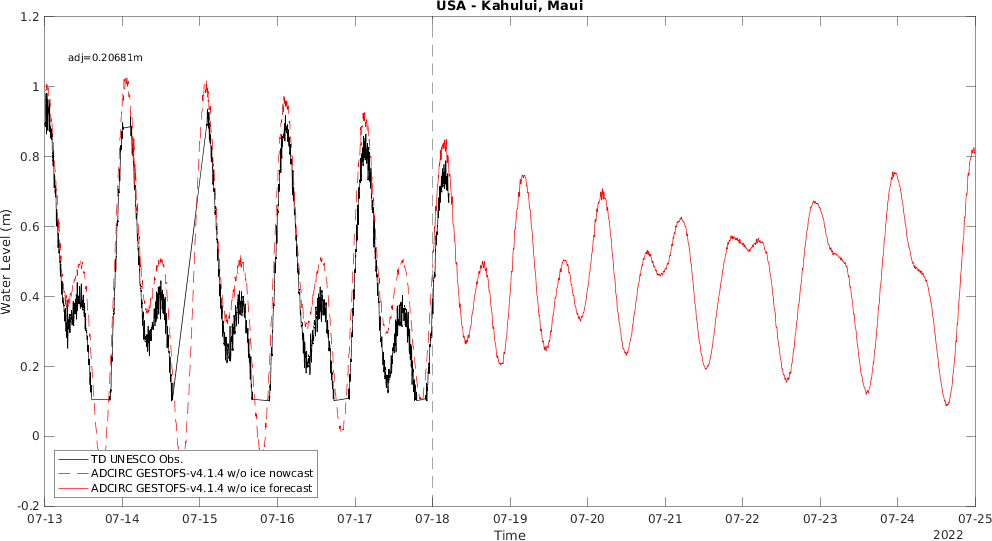 USA - Kahului, Maui
1.2
adj=0.20681m
1
0.8
0.6
0.4
0.2
0
-0.2
Water Level (m)
TD UNESCO Obs.
ADCIRC GESTOFS-v4.1.4 w/o ice nowcast
ADCIRC GESTOFS-v4.1.4 w/o ice forecast
07-13 07-14 07-15 07-16 07-17 07-18 07-19 07-20 07-21 07-22 07-23 07-24 07-25
Time
2022